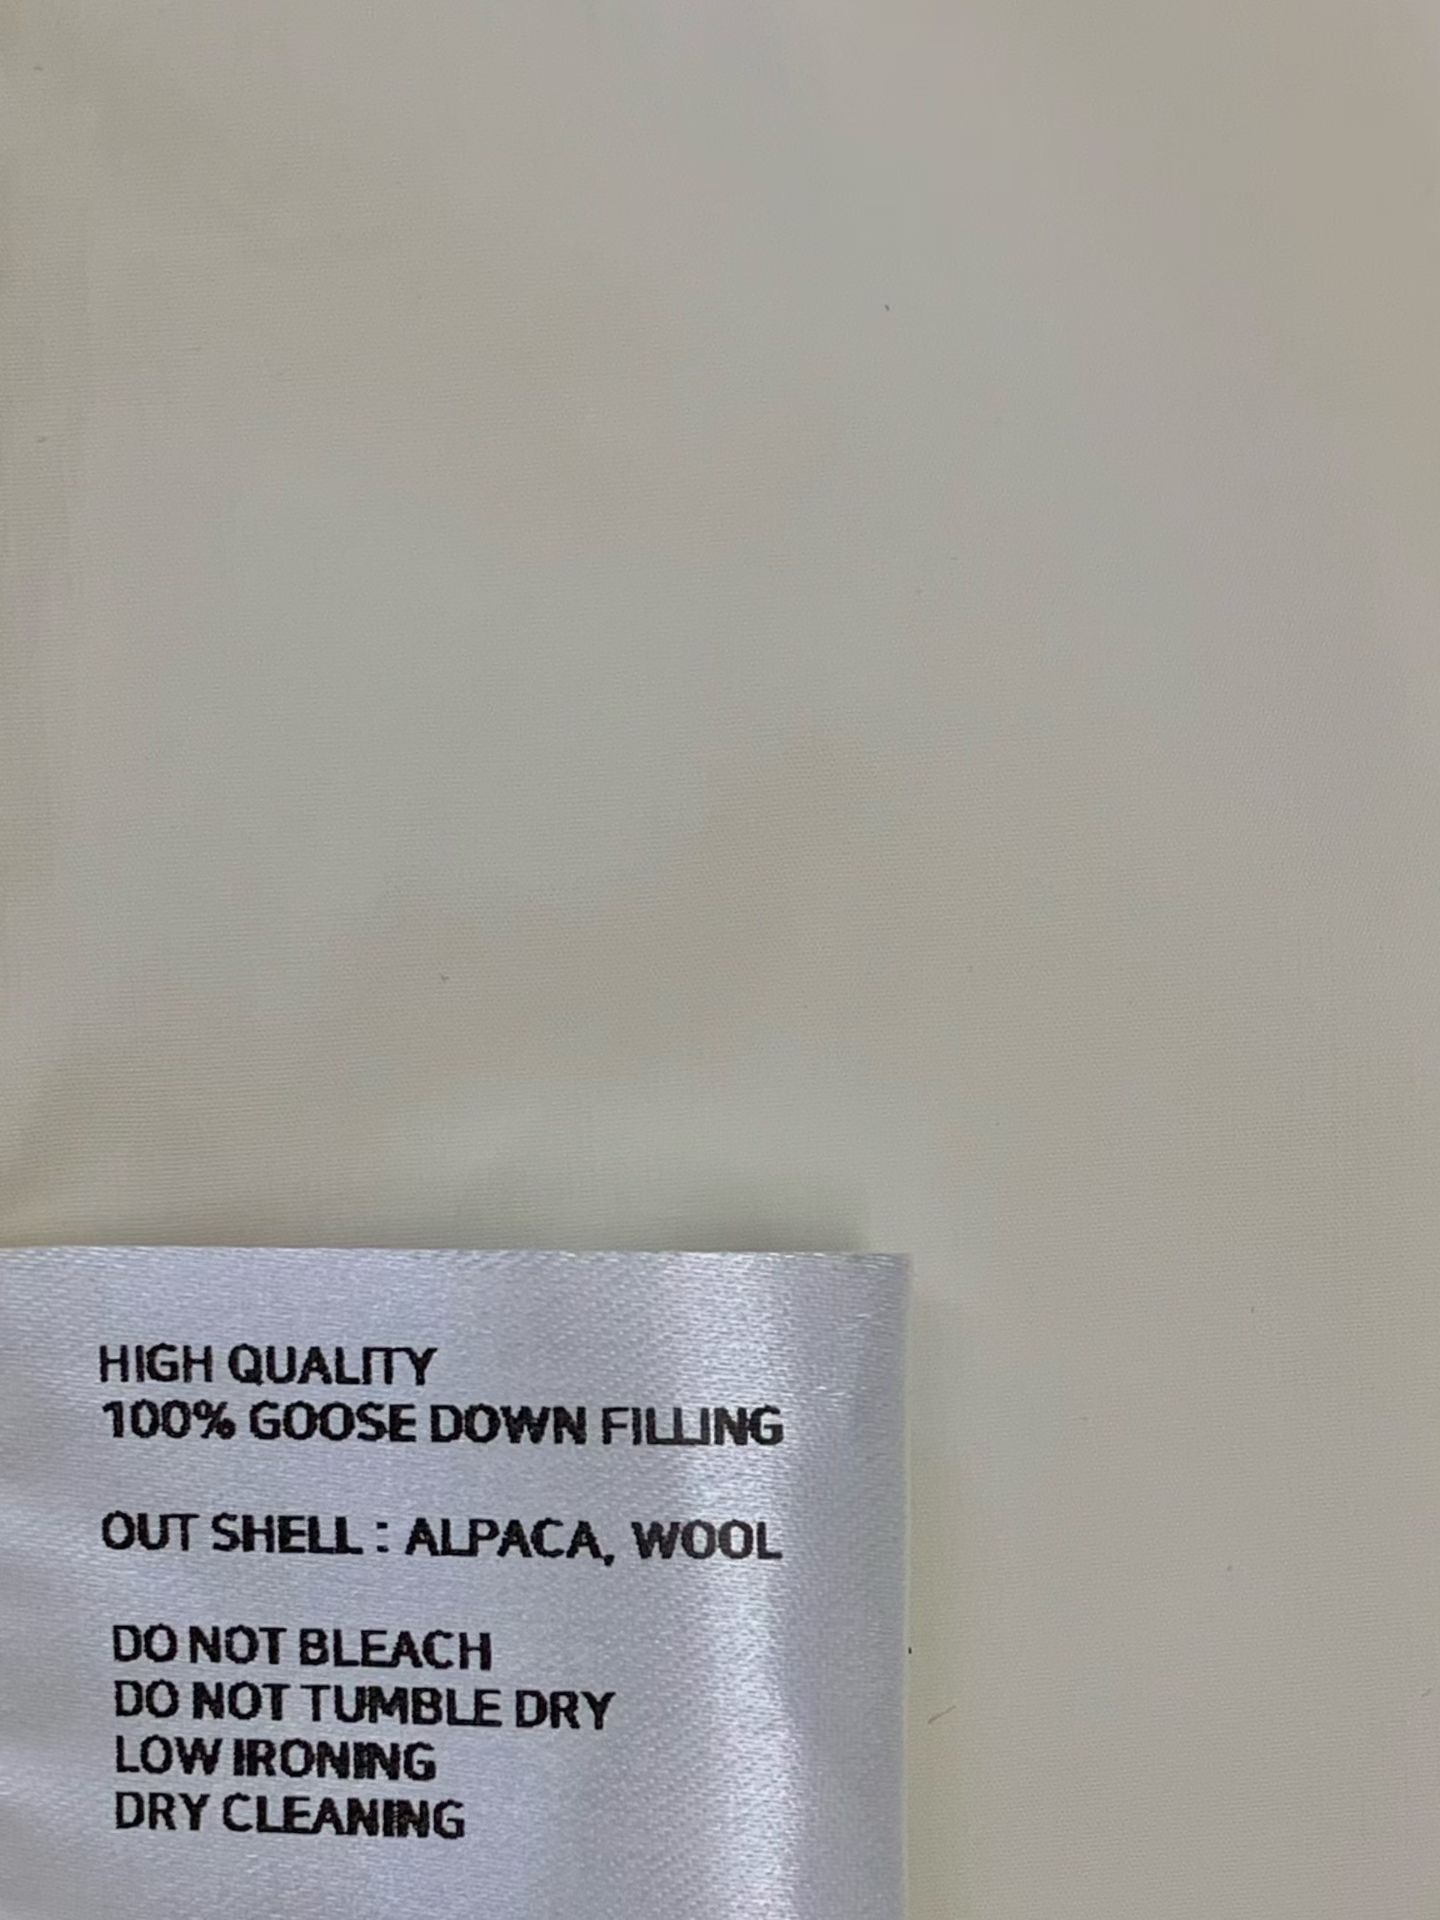 HIGH QUALITY
100% GOOSE DOWN FILLING
OUT SHELL : ALPACA, WOOL
DO NOT BLEACH
DO NOT TUMBLE DRY
LOW IRONING
DRY CLEANING